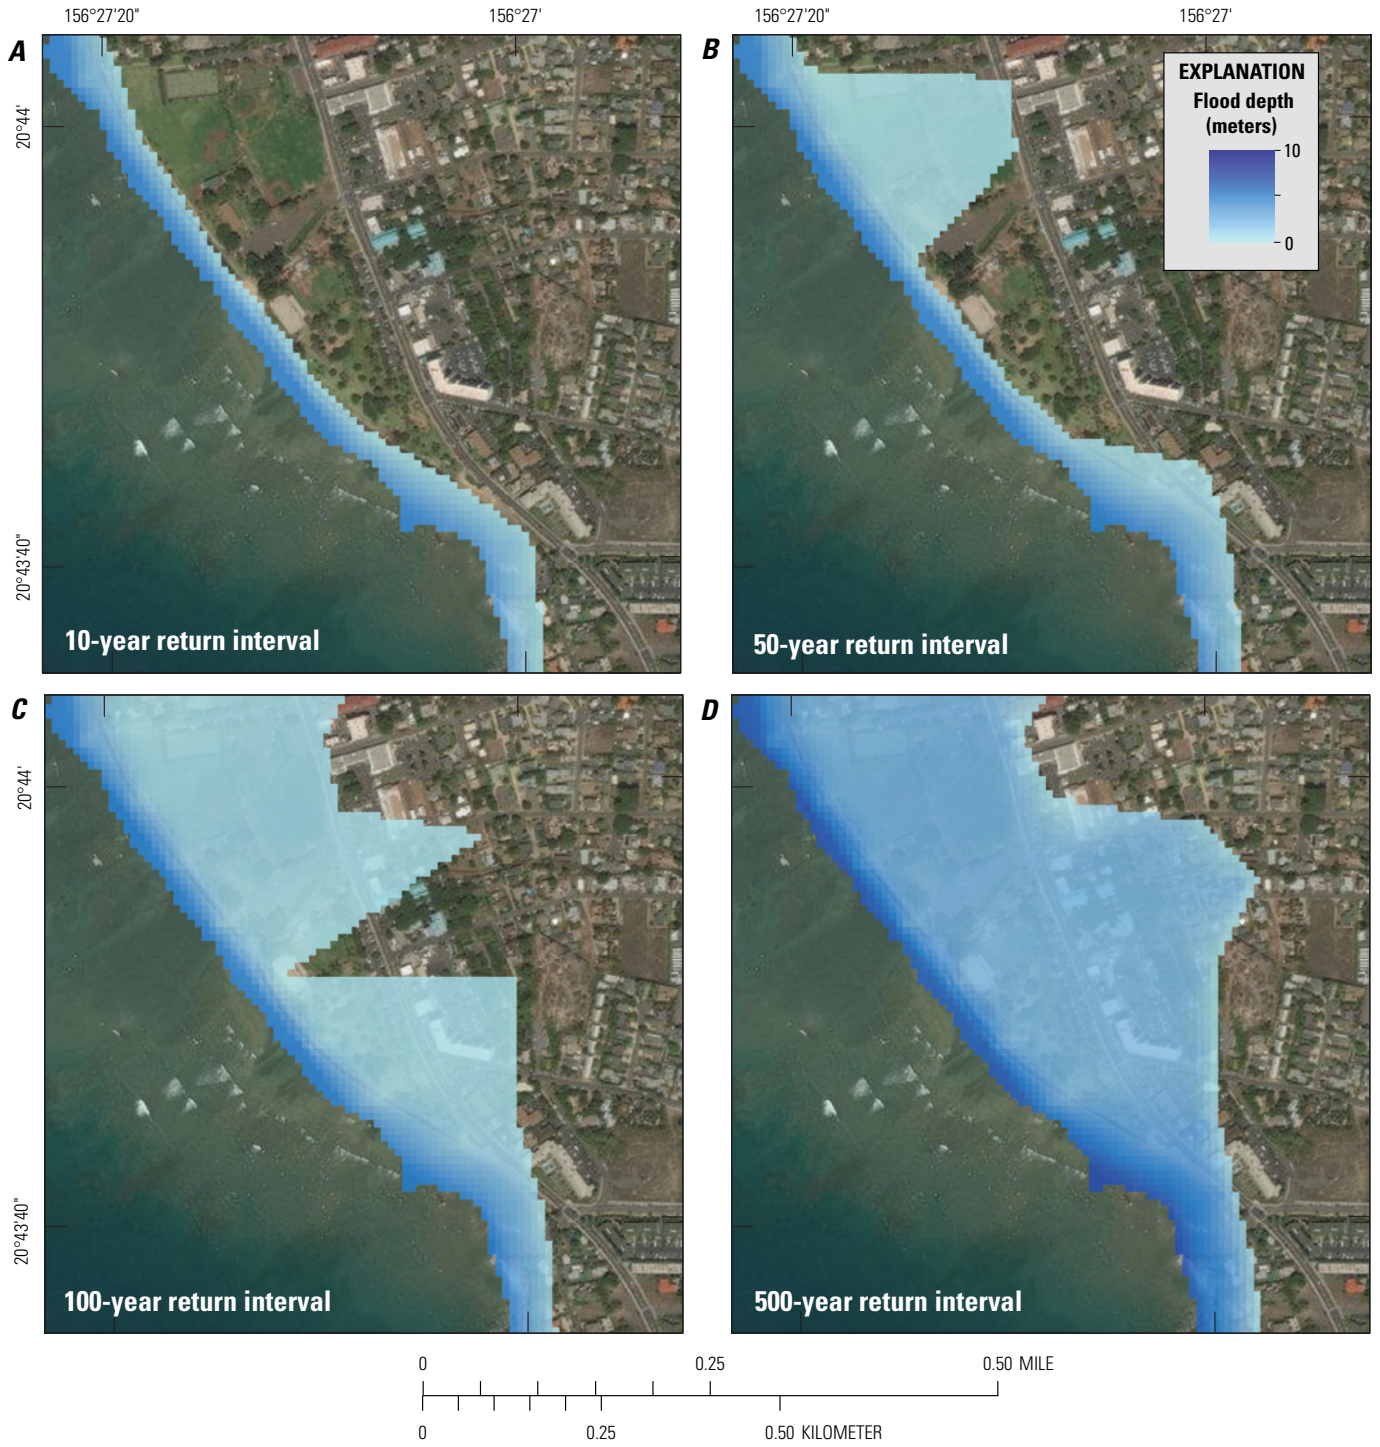 156°27'20"
156°27'
156°27'20"
156°27'
A
B
EXPLANATION
Flood depth
(meters)
10
0
20°44'
20°43'40"
10-year return interval
50-year return interval
C
D
20°44'
20°43'40"
100-year return interval
500-year return interval
0
0.25
0.50 MILE
0
0.25
0.50 KILOMETER